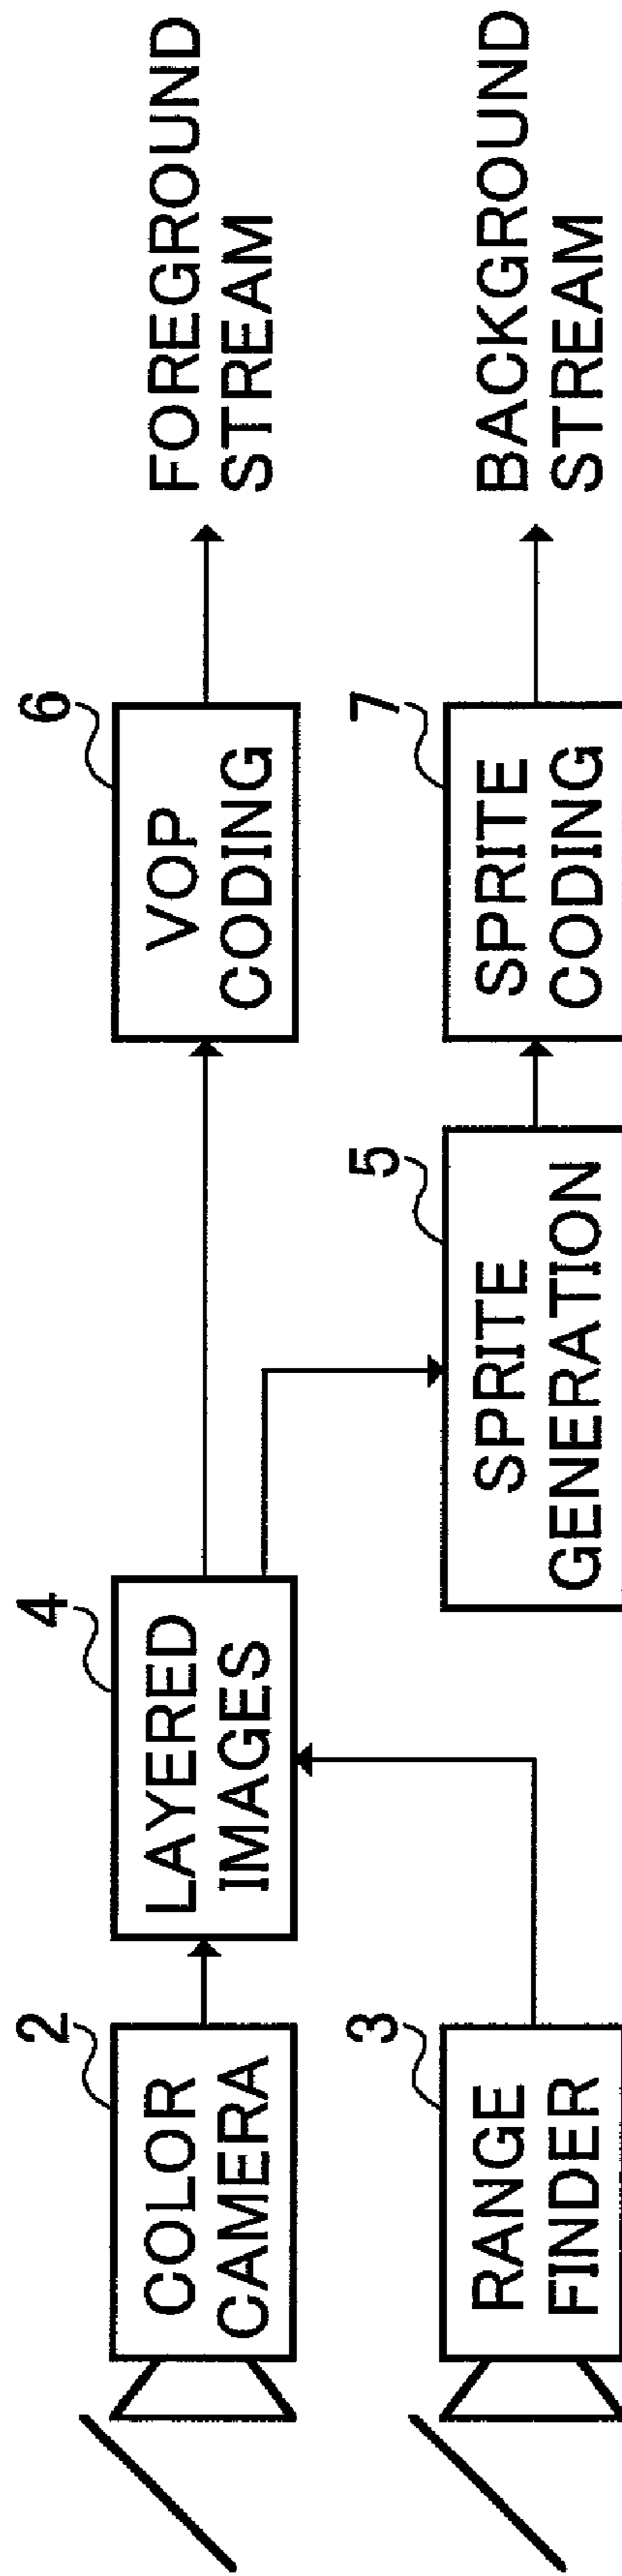 2
COLOR
CAMERA
4
LAYERED
IMAGES
6
VOP
CODING
FOREGROUND
STREAM
3
RANGE
FINDER
5
SPRITE
GENERATION
7
SPRITE
CODING
BACKGROUND
STREAM